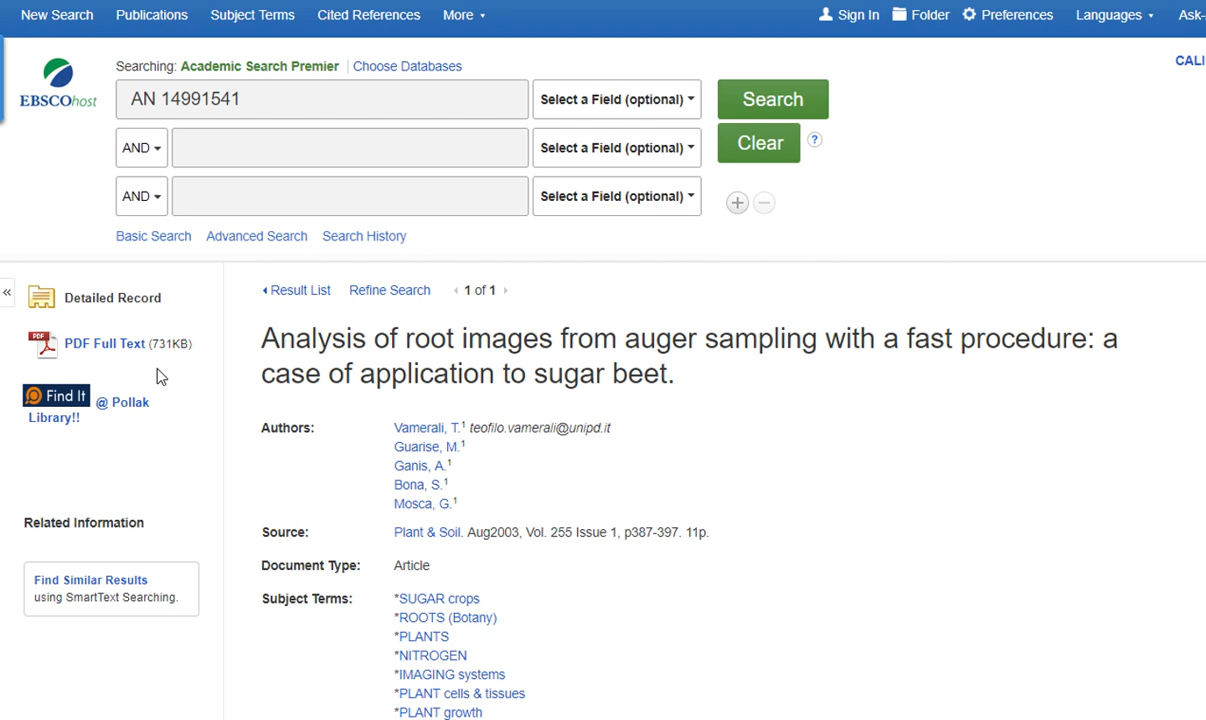 New Search Publications Subject Terms Cited References More Sign In Folder Preferences Languages Ask-
Searching: Academic Search Premier Choose Databases
CALI
EBSCOhost
AN 14991541 Select a Field (optional) Search
AND Select a Field (optional) Clear ?
AND Select a Field (optional)
Basic Search Advanced Search Search History
« Detailed Record
PDF PDF Full Text (731KB)
Find It @ Pollak
Library!!
Related Information
Find Similar Results
using SmartText Searching.
Result List Refine Search 1 of 1
Analysis of root images from auger sampling with a fast procedure: a
case of application to sugar beet.
Authors: Vamerali, T.¹ teofilo.vamerali@unipd.it
Guarise, M.¹
Ganis, A.¹
Bona, S.¹
Mosca, G.¹
Source: Plant & Soil. Aug2003, Vol. 255 Issue 1, p387-397. 11p.
Document Type: Article
Subject Terms: *SUGAR crops
*ROOTS (Botany)
*PLANTS
*NITROGEN
*IMAGING systems
*PLANT cells & tissues
*PLANT growth